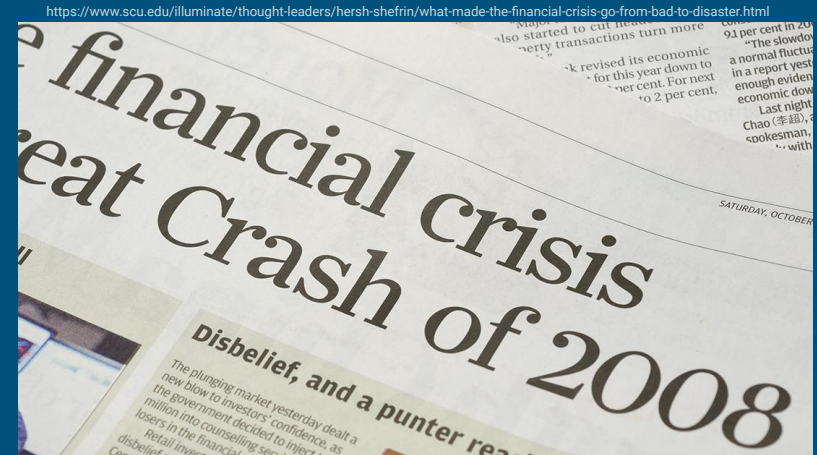 https://www.scu.edu/illuminate/thought-leaders/hersh-shefrin/what-made-the-financial-crisis-go-from-bad-to-disaster.html
also started to cut
perty transactions turn more
revised its economic
for this year down to
per cent. For next
to 2 per cent,
9.1 per cent in
“The slowdow
a normal fluctua
in a report yest
enough eviden
economic dow
Last night
Chao (李超), a
spokesman,
with
SATURDAY, OCTOBER
e financial crisis
reat Crash of 2008
Disbelief, and a punter
The plunging market yesterday dealt a
new blow to investors’ confidence, as
the government decided to inject
million into counselling
losers in the financial
Retail
disbelief